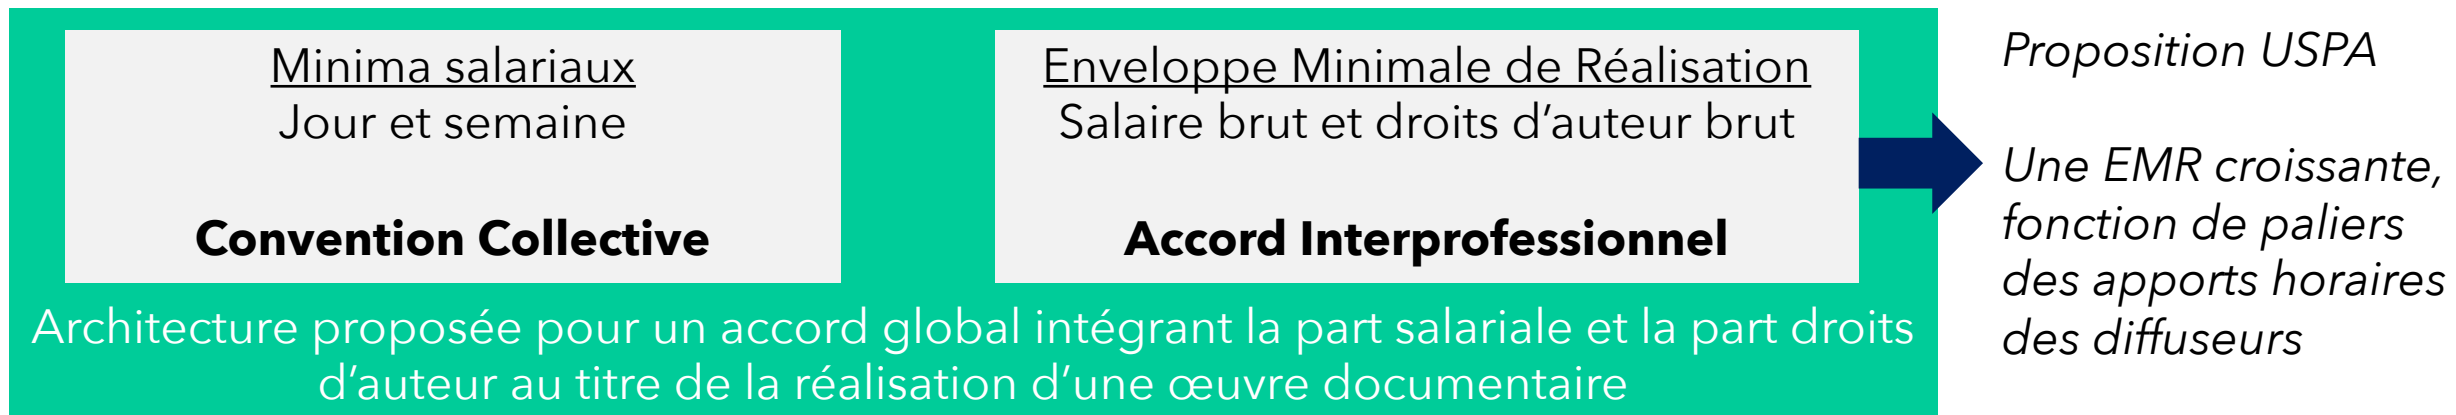 Minima salariaux
Jour et semaine
Convention Collective
Enveloppe Minimale de Réalisation
Salaire brut et droits d’auteur brut
Accord Interprofessionnel
Architecture proposée pour un accord global intégrant la part salariale et la part droits
d’auteur au titre de la réalisation d’une œuvre documentaire
Proposition USPA
Une EMR croissante,
fonction de paliers
des apports horaires
des diffuseurs